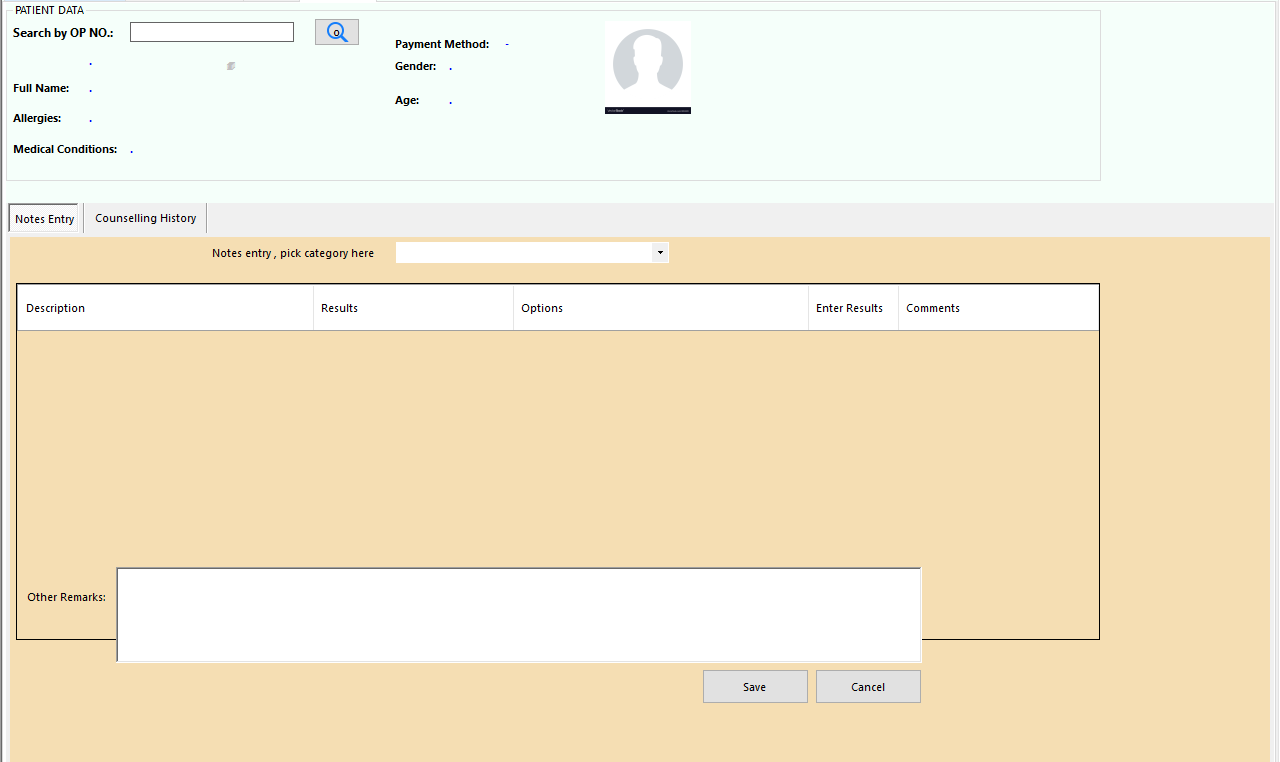 PATIENT DATA
Search by OP NO.:
Payment Method: -
Gender: .
.
Full Name: .
Age: .
Allergies: .
Medical Conditions: .
Notes Entry Counselling History
Notes entry , pick category here
Description Results Options Enter Results Comments
Other Remarks:
Save Cancel